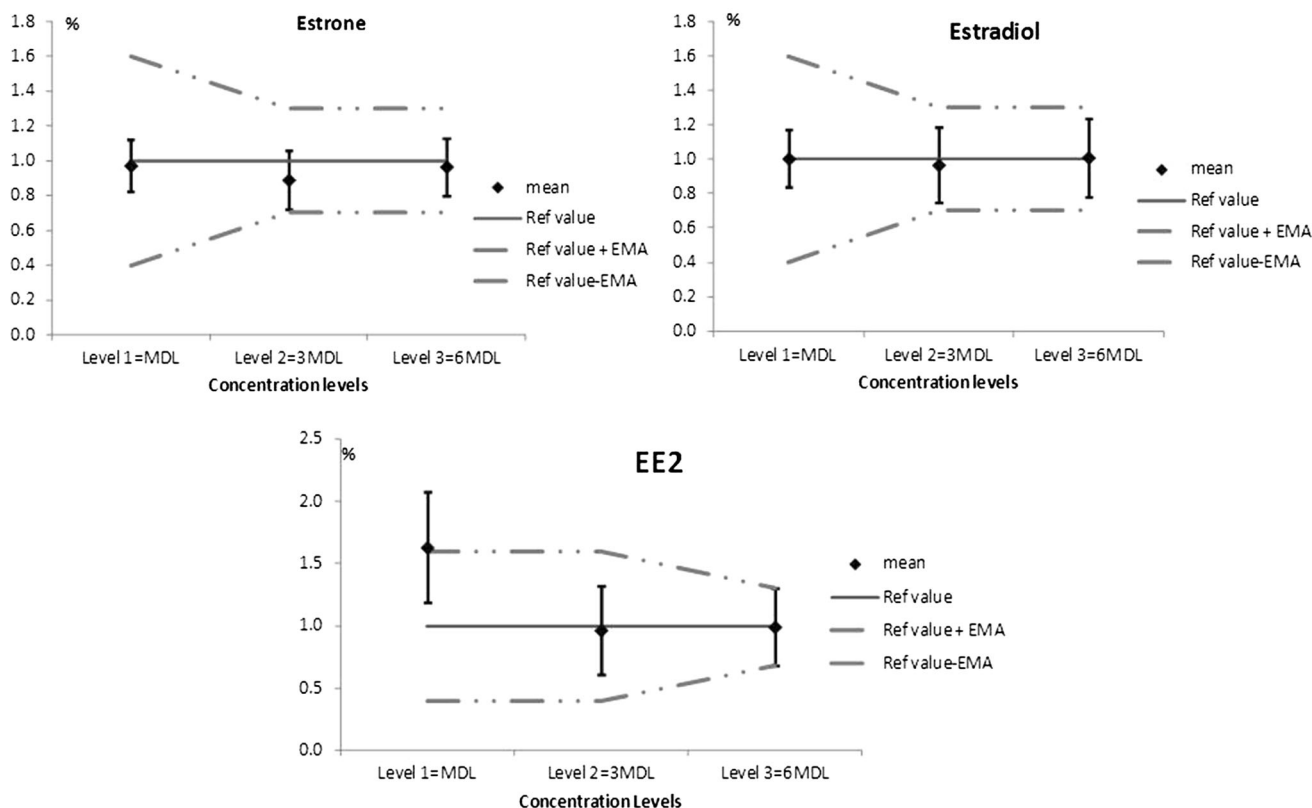 Estrone
%
1.8
1.6
1.4
1.2
1.0
0.8
0.6
0.4
0.2
0.0
Level 1=MDL Level 2=3MDL Level 3=6MDL
Concentration levels
mean
Ref value
Ref value + EMA
Ref value-EMA
Estradiol
%
1.8
1.6
1.4
1.2
1.0
0.8
0.6
0.4
0.2
0.0
Level 1=MDL Level 2=3MDL Level 3=6MDL
Concentration levels
mean
Ref value
Ref value + EMA
Ref value-EMA
EE2
%
2.5
2.0
1.5
1.0
0.5
0.0
Level 1=MDL Level 2=3MDL Level 3=6MDL
Concentration Levels
mean
Ref value
Ref value + EMA
Ref value-EMA